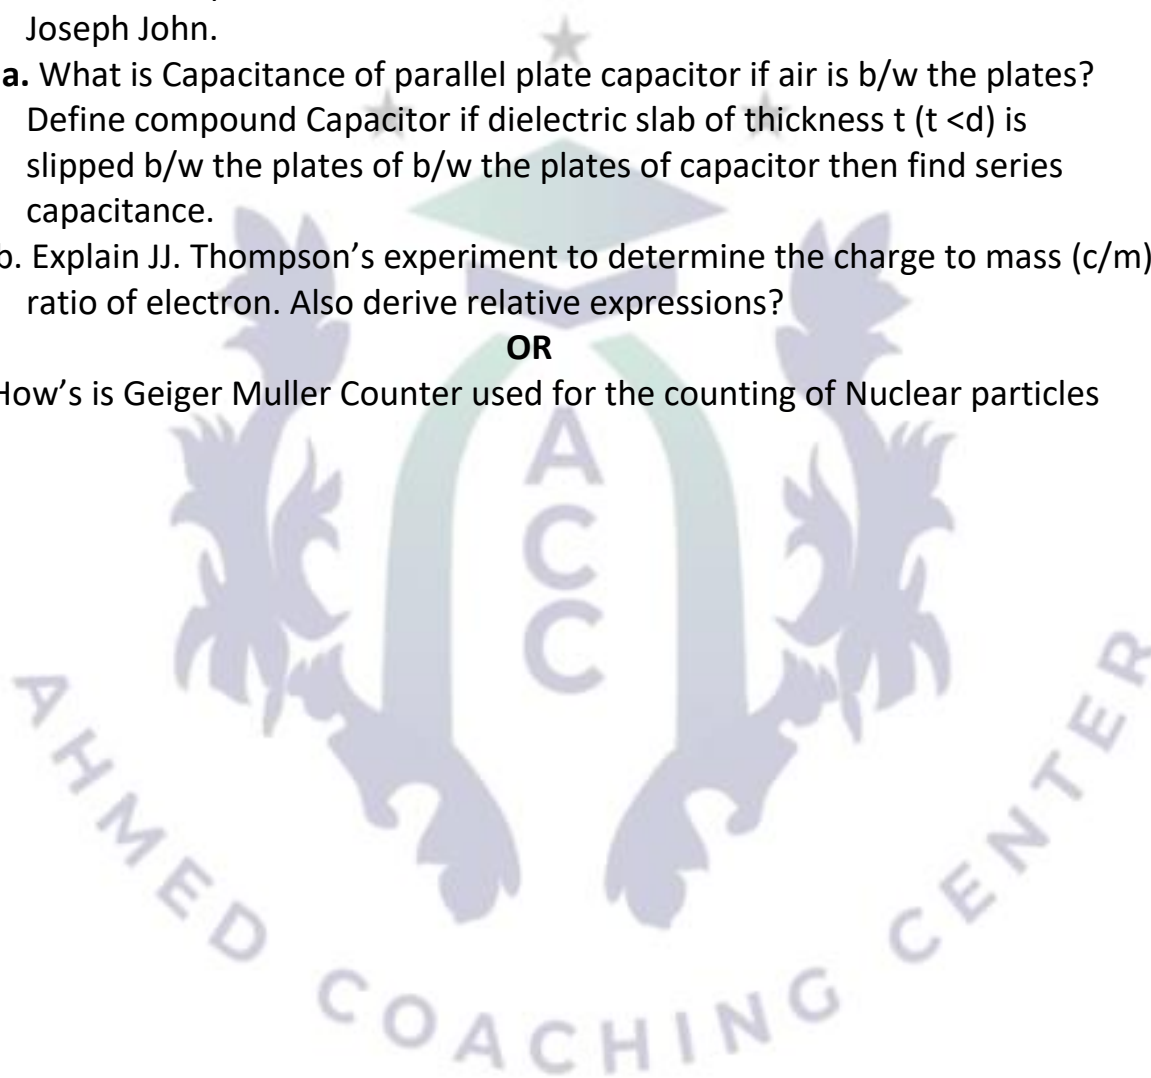 Joseph John.
a. What is Capacitance of parallel plate capacitor if air is b/w the plates?
Define compound Capacitor if dielectric slab of thickness t (t <d) is
slipped b/w the plates of b/w the plates of capacitor then find series
capacitance.
b. Explain JJ. Thompson's experiment to determine the charge to mass (c/m)
ratio of electron. Also derive relative expressions?
OR
How's is Geiger Muller Counter used for the counting of Nuclear particles
A
C
C
AHMED COACHING CENTER